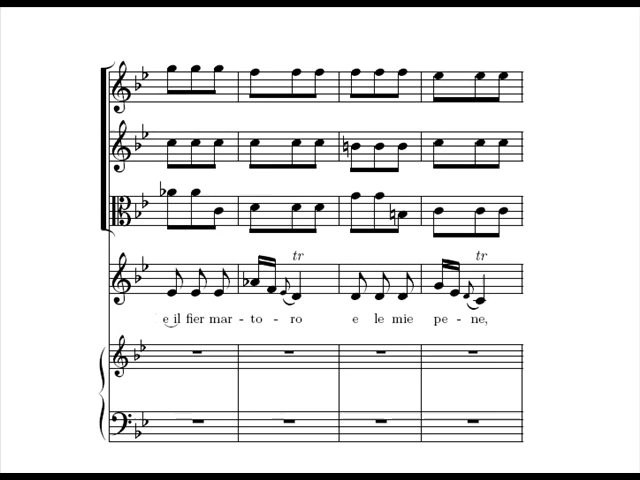 tr tr
e il fier mar - to - ro e le mie pe - ne,